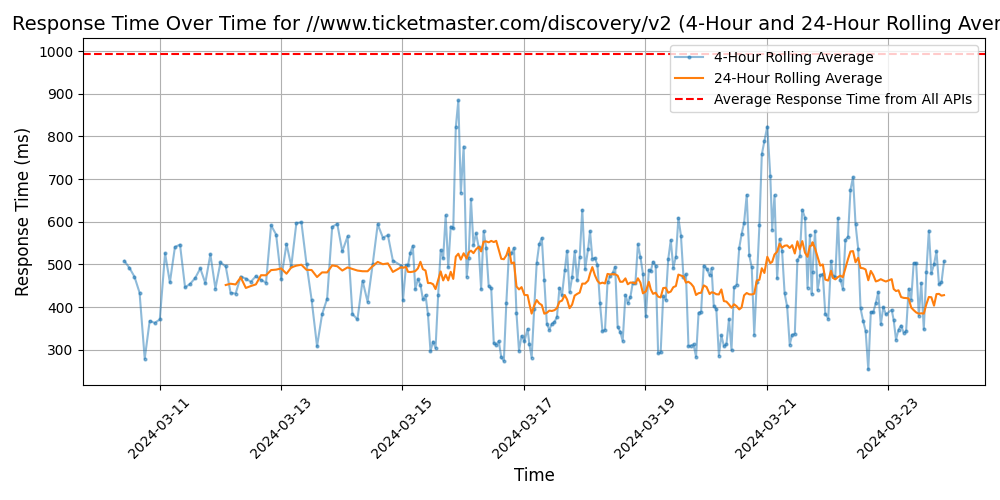 Response Time Over Time for //www.ticketmaster.com/discovery/v2 (4-Hour and 24-Hour Rolling Aver
1000
900
800
700
600
500
400
300
Response Time (ms)
4-Hour Rolling Average
24-Hour Rolling Average
Average Response Time from All APIs
2024-03-11
2024-03-13
2024-03-15
2024-03-17
2024-03-19
2024-03-21
2024-03-23
Time